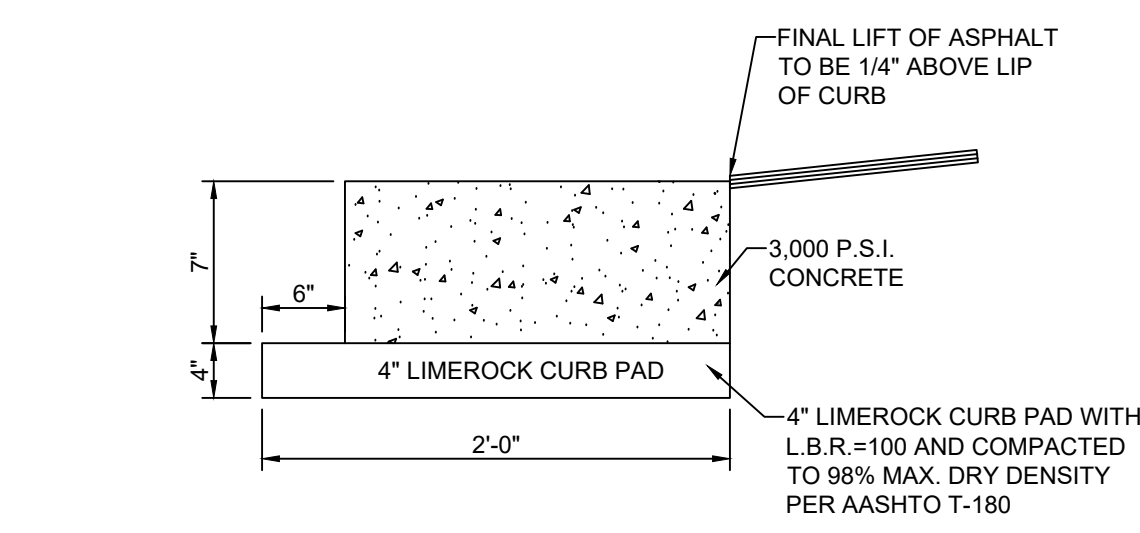 FINAL LIFT OF ASPHALT
TO BE 1/4" ABOVE LIP
OF CURB
7"
3,000 P.S.I.
CONCRETE
6"
4"
4" LIMEROCK CURB PAD
4" LIMEROCK CURB PAD WITH
L.B.R.=100 AND COMPACTED
TO 98% MAX. DRY DENSITY
PER AASHTO T-180
2'-0"